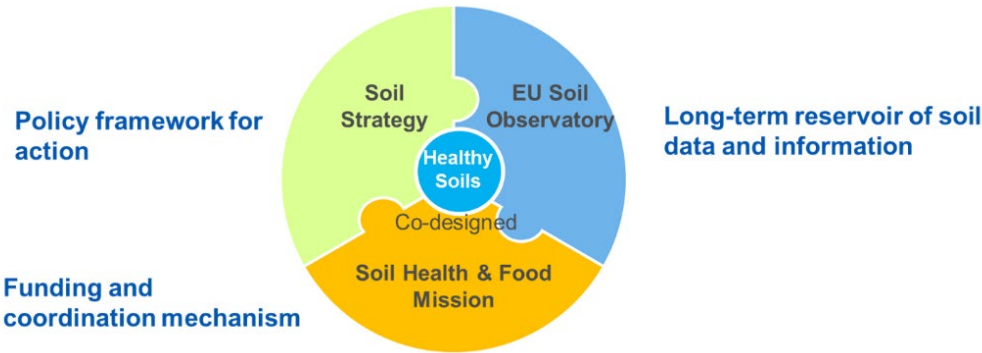 Policy framework for
action
Soil
Strategy
EU Soil
Observatory
Long-term reservoir of soil
data and information
Healthy
Soils
Co-designed
Soil Health & Food
Mission
Funding and
coordination mechanism